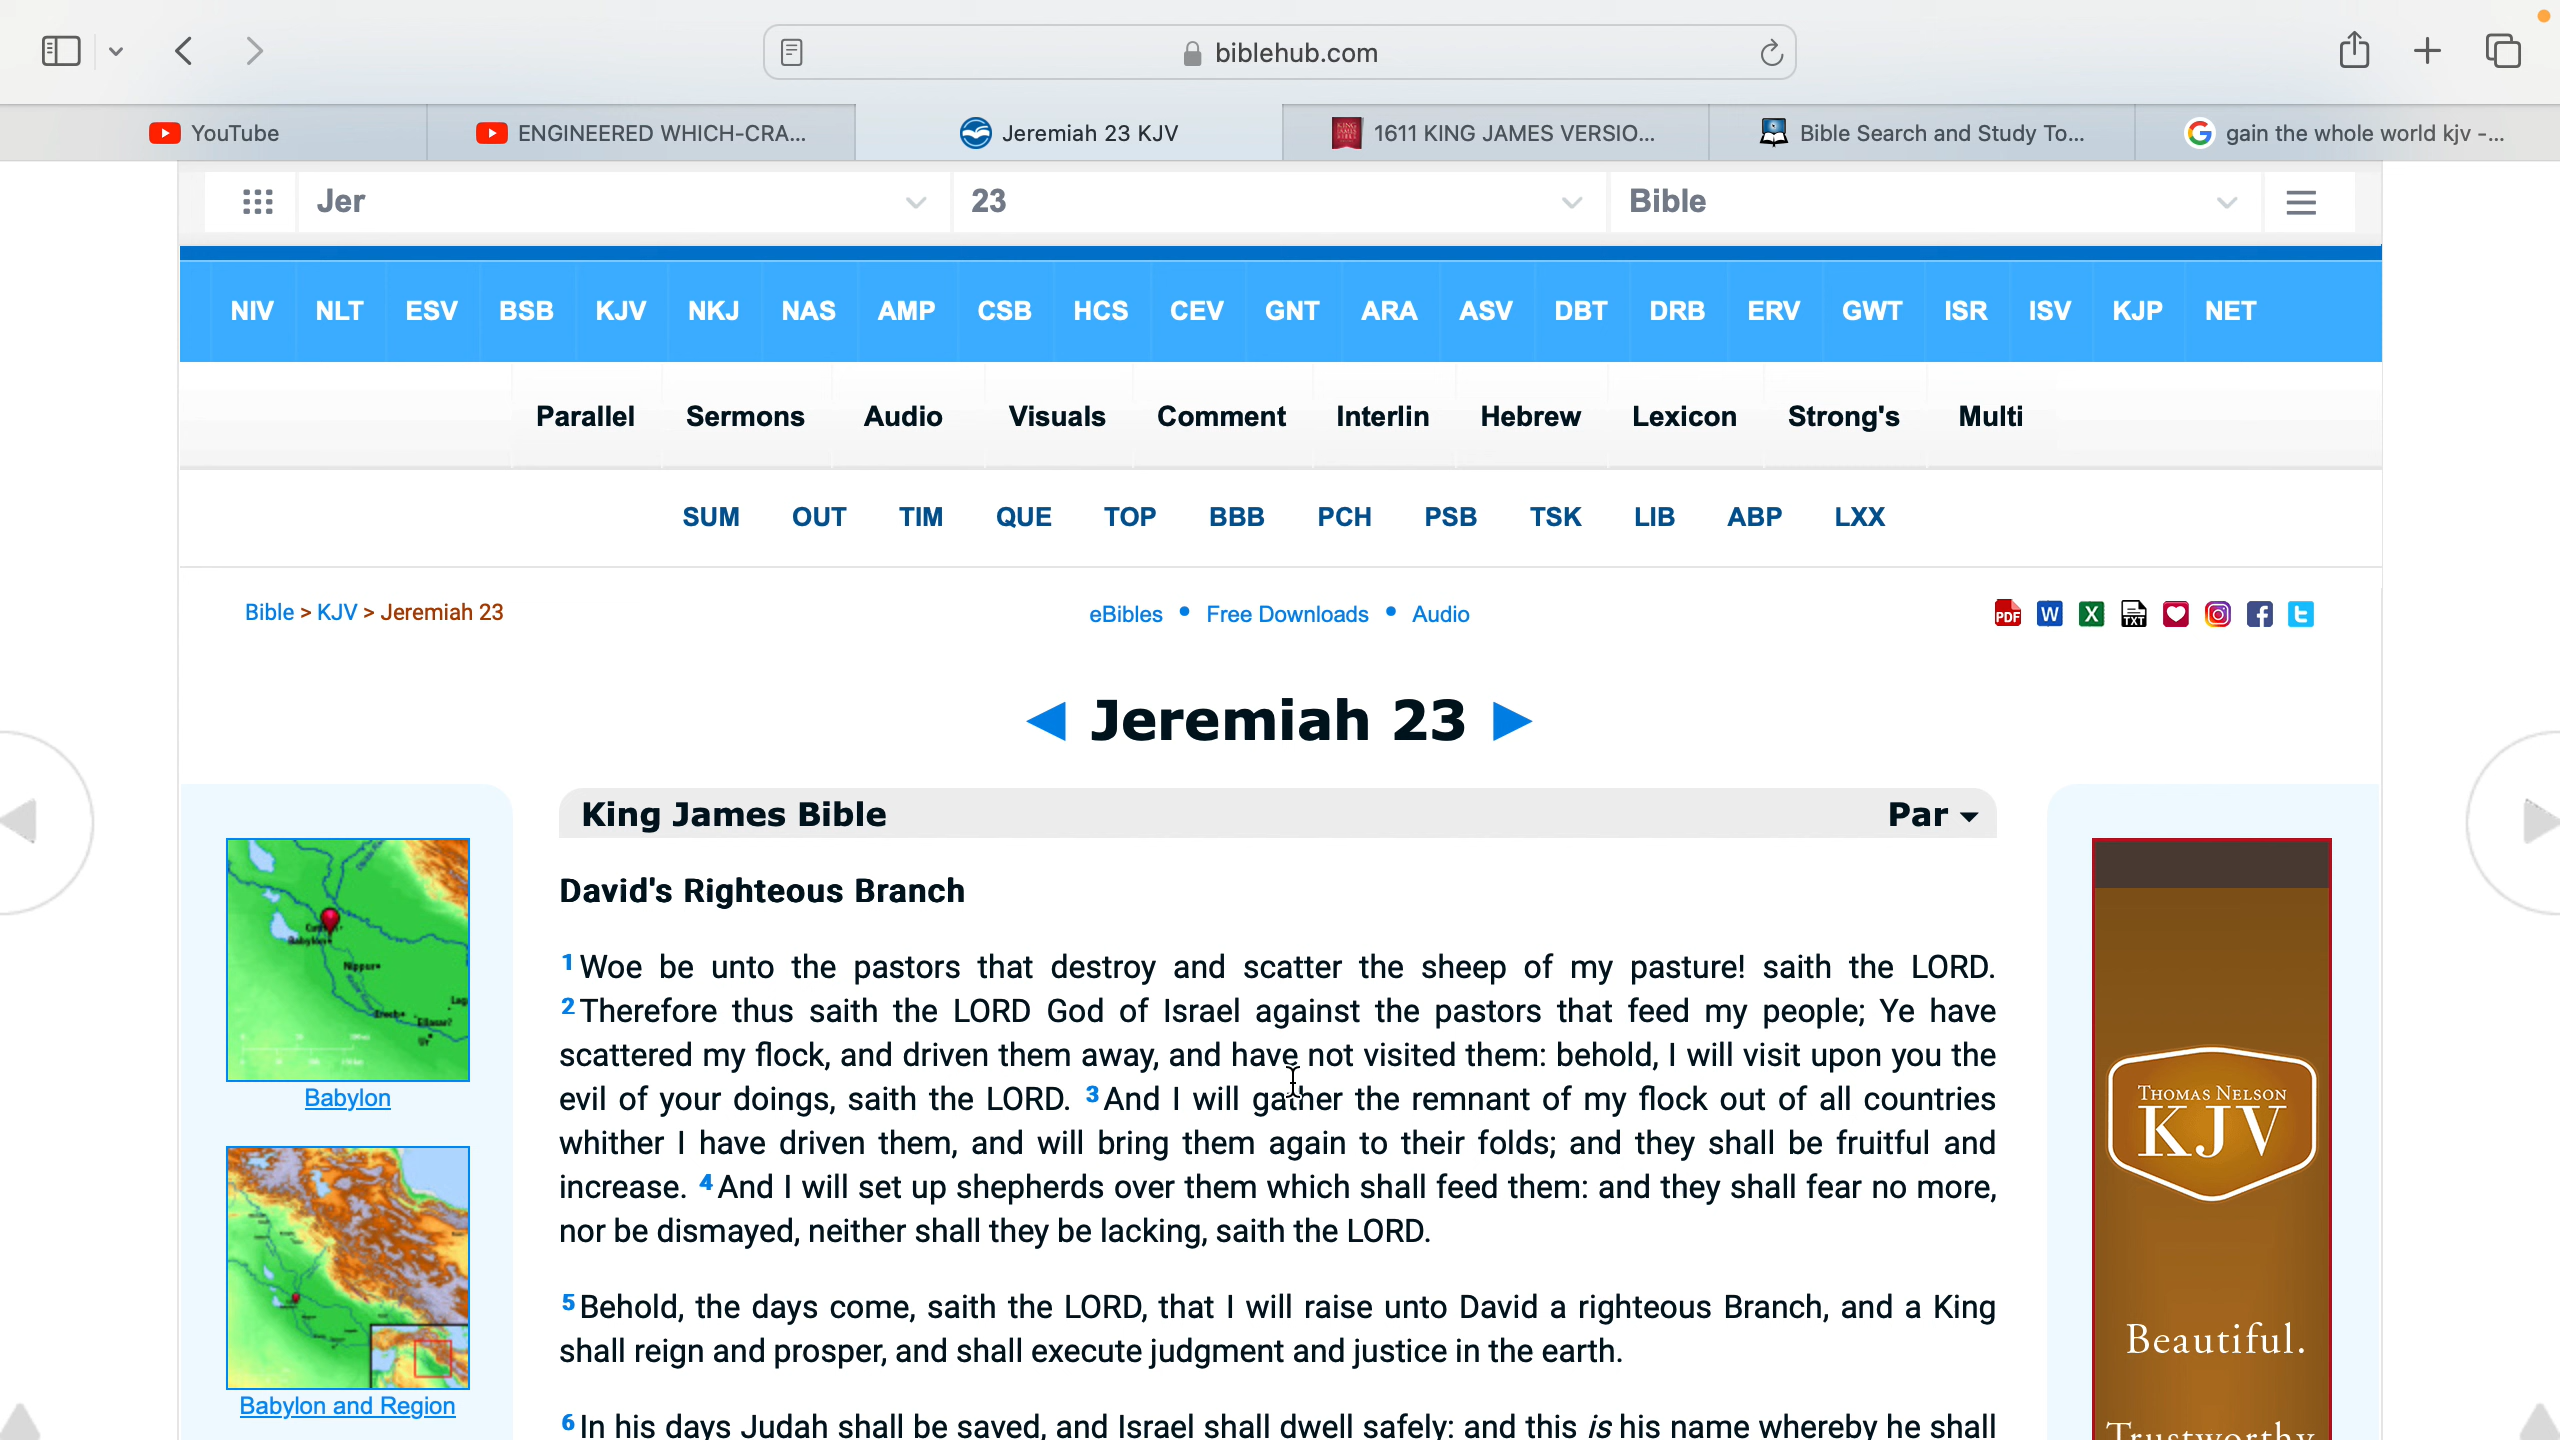 biblehub.com
YouTube
ENGINEERED WHICH-CRA...
Jeremiah 23 KJV
1611 KING JAMES VERSIO...
Bible Search and Study To...
gain the whole world kjv -...
Jer
23
Bible
NIV NLT ESV BSB KJV NKJ NAS AMP CSB HCS CEV GNT ARA ASV DBT DRB ERV GWT ISR ISV KJP NET
Parallel Sermons Audio Visuals Comment Interlin Hebrew Lexicon Strong's Multi
SUM OUT TIM QUE TOP BBB PCH PSB TSK LIB ABP LXX
Bible > KJV > Jeremiah 23
eBibles • Free Downloads • Audio
◄ Jeremiah 23 ►
King James Bible
Par ▾
David's Righteous Branch
1 Woe be unto the pastors that destroy and scatter the sheep of my pasture! saith the LORD.
2 Therefore thus saith the LORD God of Israel against the pastors that feed my people; Ye have
scattered my flock, and driven them away, and have not visited them: behold, I will visit upon you the
evil of your doings, saith the LORD. 3 And I will gather the remnant of my flock out of all countries
whither I have driven them, and will bring them again to their folds; and they shall be fruitful and
increase. 4 And I will set up shepherds over them which shall feed them: and they shall fear no more,
nor be dismayed, neither shall they be lacking, saith the LORD.
5 Behold, the days come, saith the LORD, that I will raise unto David a righteous Branch, and a King
shall reign and prosper, and shall execute judgment and justice in the earth.
6 In his days Judah shall be saved, and Israel shall dwell safely: and this is his name whereby he shall
Babylon
Babylon and Region
THOMAS NELSON
KJV
Beautiful.
Trustworthy